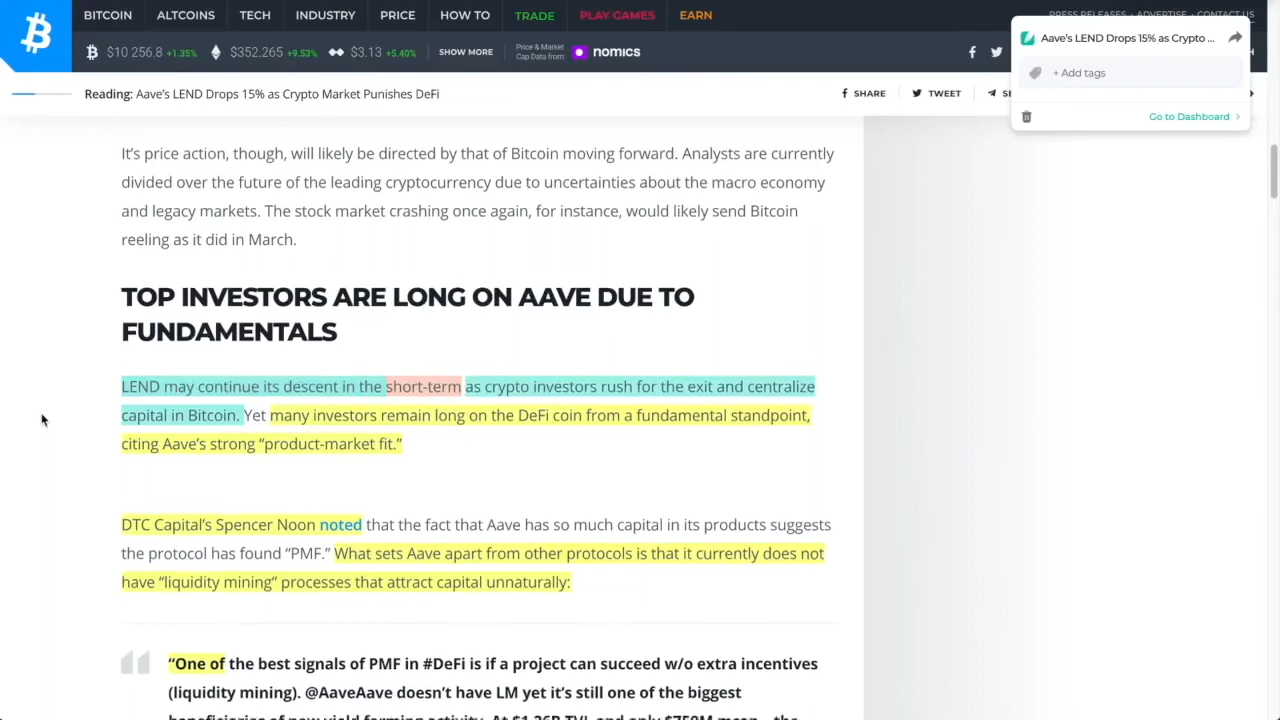 BITCOIN ALTCOINS TECH INDUSTRY PRICE HOW TO TRADE PLAY GAMES EARN PRESS RELEASES • ADVERTISE • CONTACT US
$10 256.8 +1.35% $352.265 +9.53% $3.13 +5.40% SHOW MORE Price & Market Cap Data from: nomics
Reading: Aave's LEND Drops 15% as Crypto Market Punishes DeFi SHARE TWEET
Aave's LEND Drops 15% as Crypto ...
+ Add tags
Go to Dashboard
It's price action, though, will likely be directed by that of Bitcoin moving forward. Analysts are currently
divided over the future of the leading cryptocurrency due to uncertainties about the macro economy
and legacy markets. The stock market crashing once again, for instance, would likely send Bitcoin
reeling as it did in March.
TOP INVESTORS ARE LONG ON AAVE DUE TO
FUNDAMENTALS
LEND may continue its descent in the short-term as crypto investors rush for the exit and centralize
capital in Bitcoin. Yet many investors remain long on the DeFi coin from a fundamental standpoint,
citing Aave's strong “product-market fit.”
DTC Capital's Spencer Noon noted that the fact that Aave has so much capital in its products suggests
the protocol has found “PMF.” What sets Aave apart from other protocols is that it currently does not
have “liquidity mining” processes that attract capital unnaturally:
“One of the best signals of PMF in #DeFi is if a project can succeed w/o extra incentives
(liquidity mining). @AaveAave doesn't have LM yet it's still one of the biggest